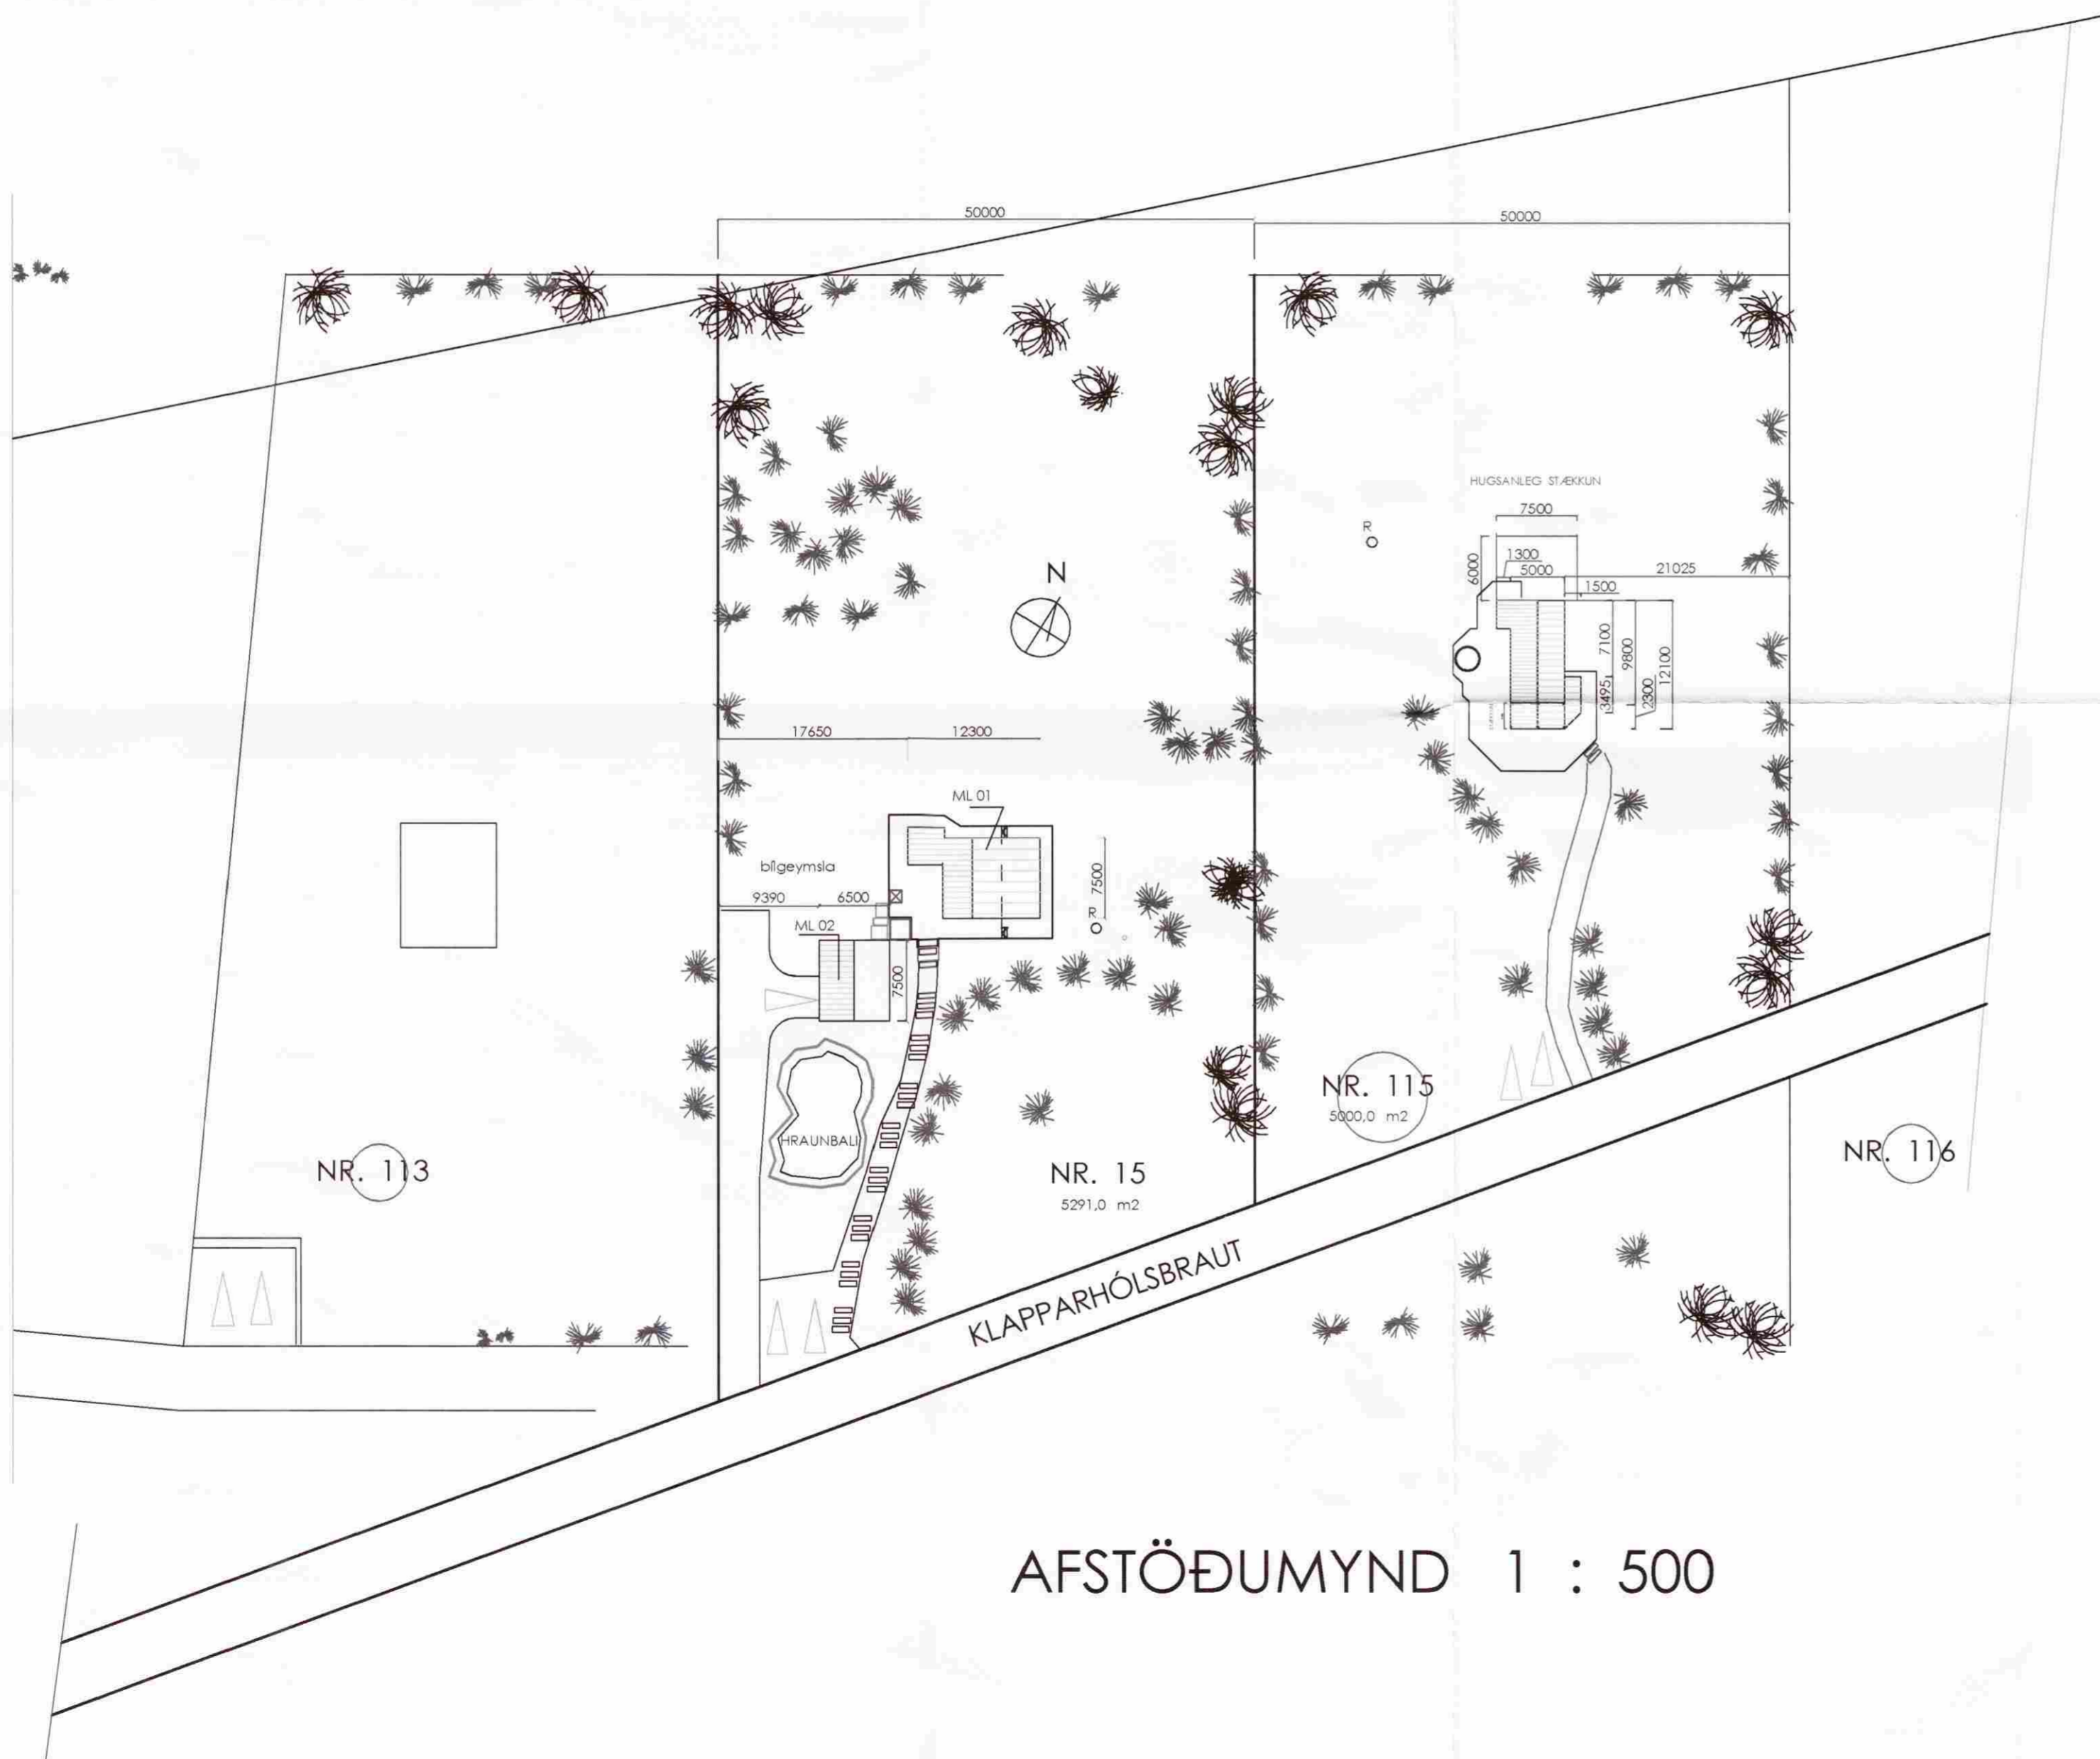 50000
50000
HUGSANLEG STÆKKUN
7500
R
6000
1300
5000
21025
1500
N
7100
9800
12100
3495
2300
17650
12300
ML 01
bílgeymsla
9390
6500
7500
R
ML 02
7500
HRAUNBALI
NR. 113
NR. 15
5291,0 m2
NR. 115
5000,0 m2
NR. 116
KLAPPARHÓLSBRAUT
AFSTÖÐUMYND 1 : 500